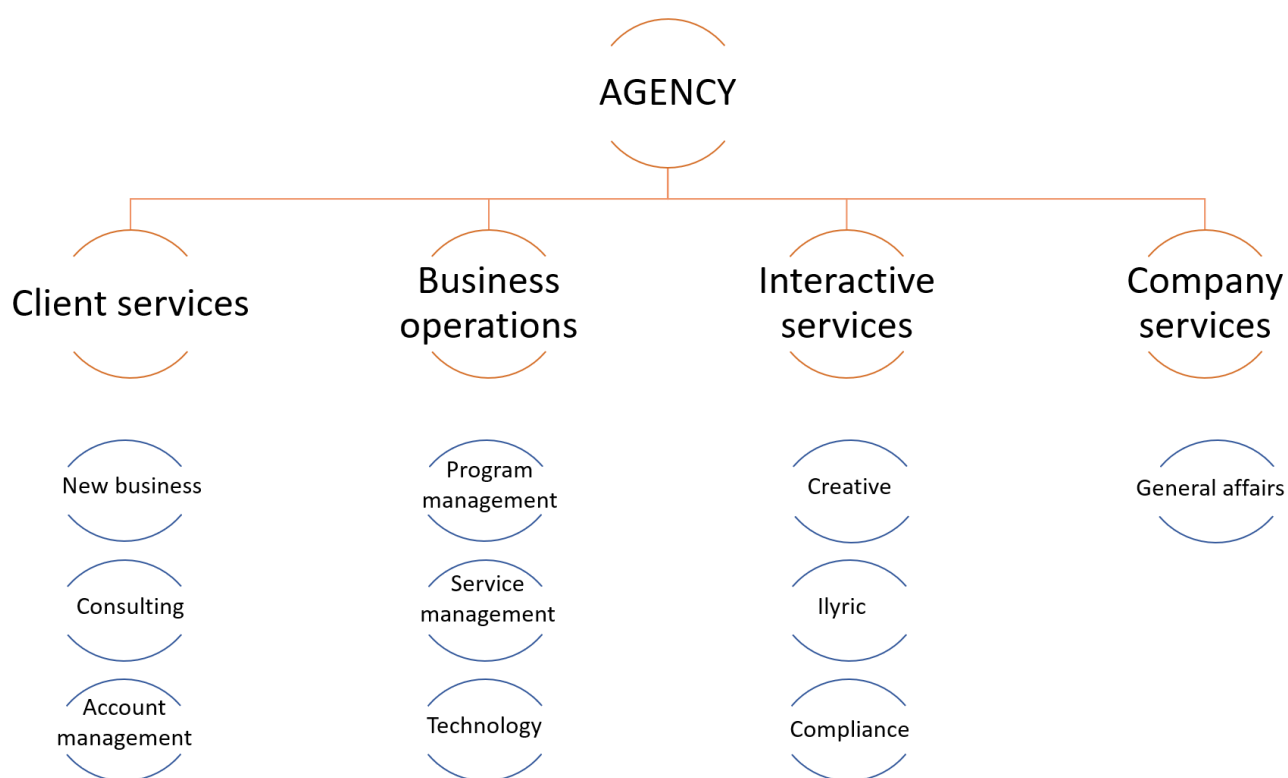 AGENCY
Client services
Business
operations
Interactive
services
Company
services
New business
Program
management
Creative
General affairs
Consulting
Service
management
Ilyric
Account
management
Technology
Compliance